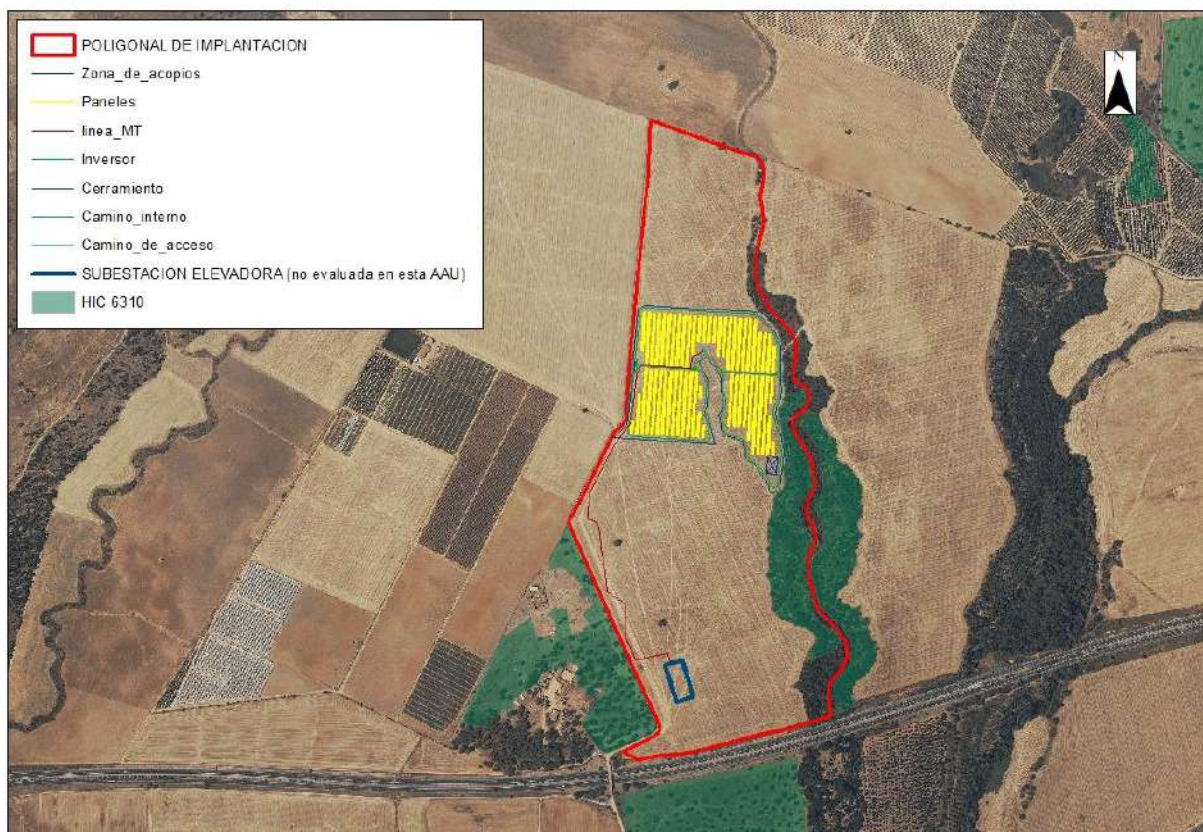 POLIGONAL DE IMPLANTACION
Zona_de_acopios
Paneles
linea_MT
Inversor
Cerramiento
Camino_interno
Camino_de_acceso
SUBESTACION ELEVADORA (no evaluada en esta AAU)
HIC 6310
N